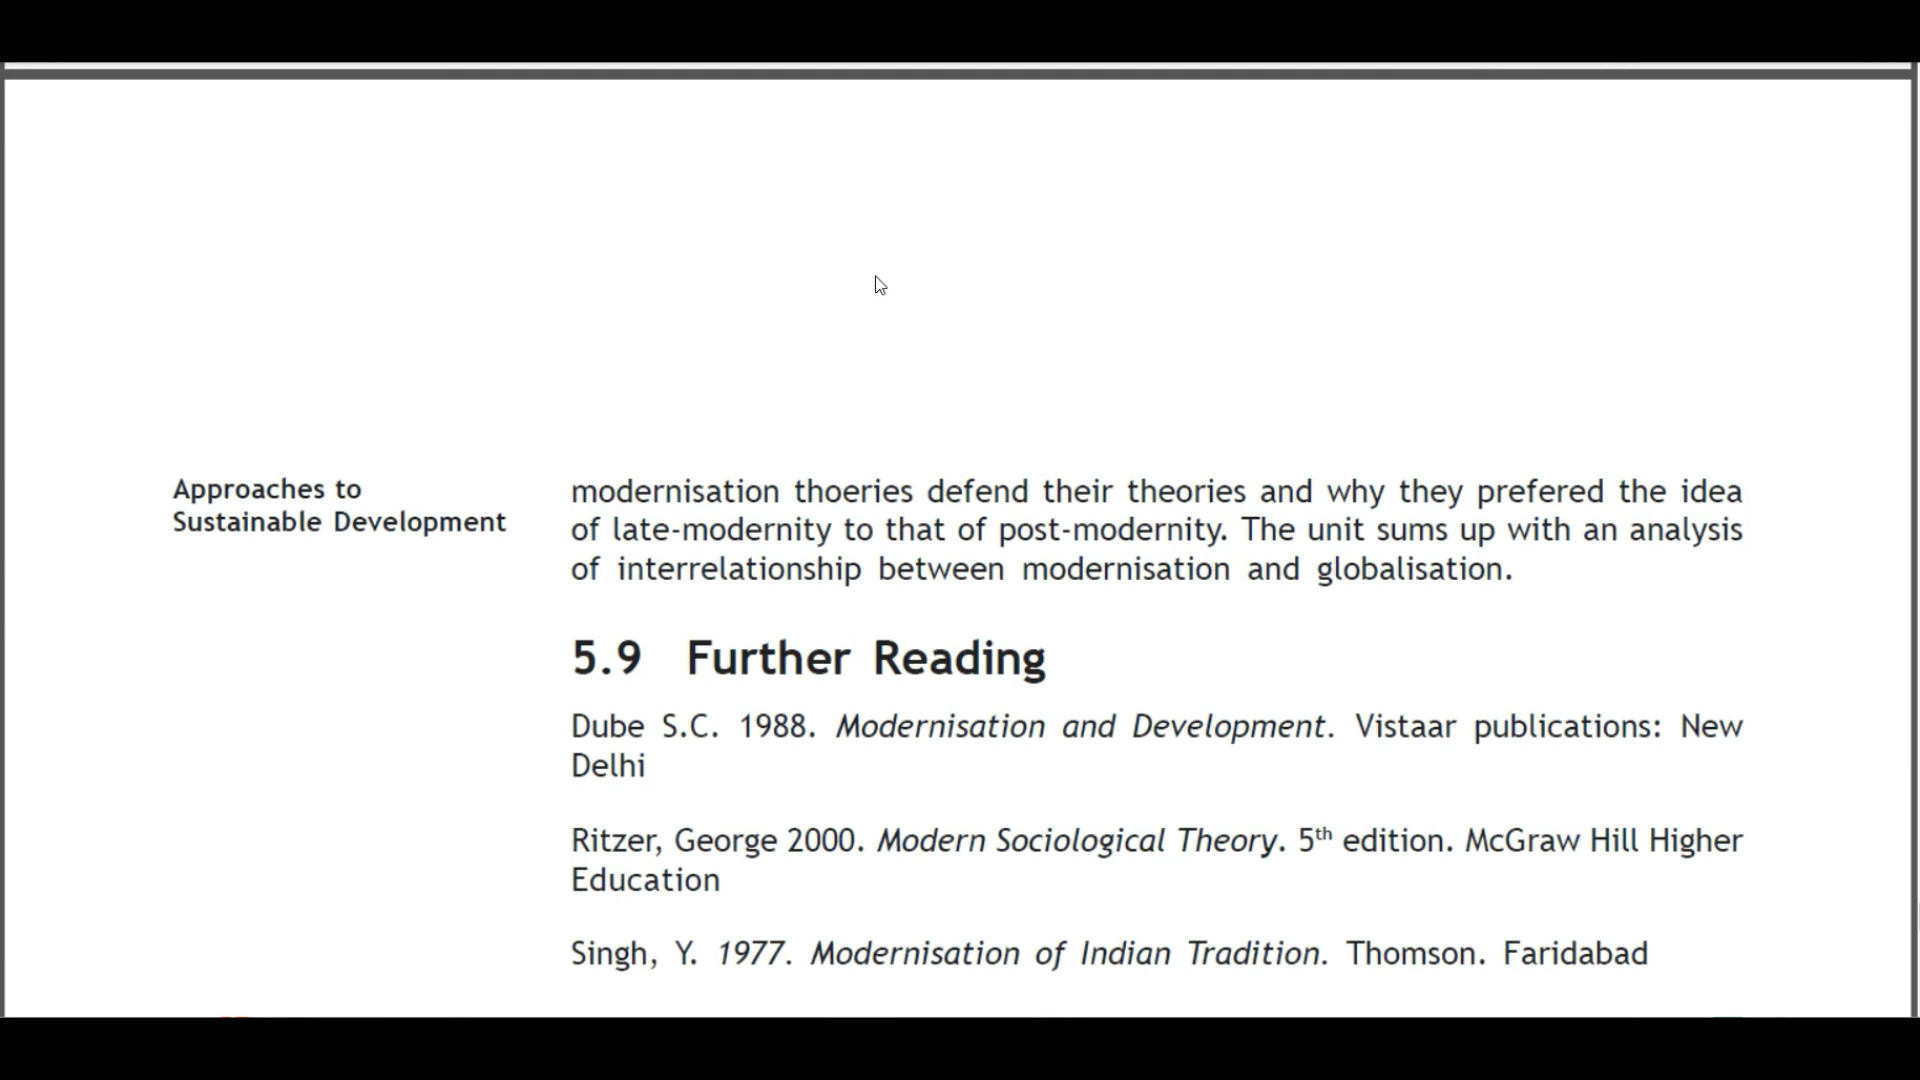 Approaches to
Sustainable Development
modernisation thoeries defend their theories and why they prefered the idea
of late-modernity to that of post-modernity. The unit sums up with an analysis
of interrelationship between modernisation and globalisation.
5.9 Further Reading
Dube S.C. 1988. Modernisation and Development. Vistaar publications: New
Delhi
Ritzer, George 2000. Modern Sociological Theory. 5th edition. McGraw Hill Higher
Education
Singh, Y. 1977. Modernisation of Indian Tradition. Thomson. Faridabad